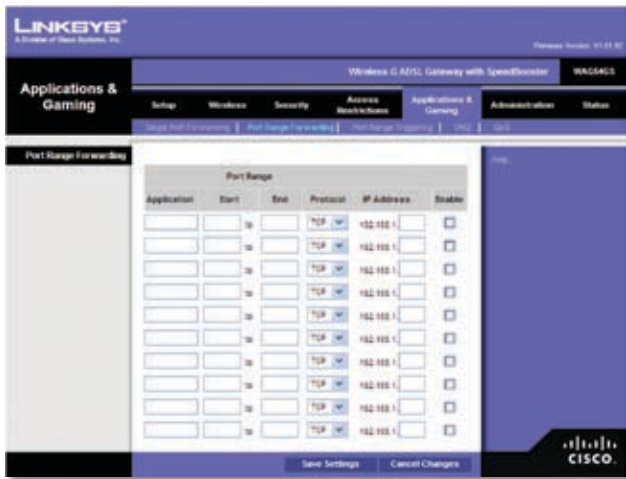 LINKSYS®
A Division of Cisco Systems, Inc.
Firmware Version: V1.01.02
Wireless-G ADSL Gateway with SpeedBooster
WAG54GS
Applications & Gaming
Setup
Wireless
Security
Access Restrictions
Applications & Gaming
Administration
Status
Single Port Forwarding | Port Range Forwarding | Port Range Triggering | DMZ | QoS
Port Range Forwarding
Help...
Port Range
Application Start End Protocol IP Address Enable
to TCP 192.168.1.
to TCP 192.168.1.
to TCP 192.168.1.
to TCP 192.168.1.
to TCP 192.168.1.
to TCP 192.168.1.
to TCP 192.168.1.
to TCP 192.168.1.
to TCP 192.168.1.
to TCP 192.168.1.
Save Settings
Cancel Changes
CISCO.